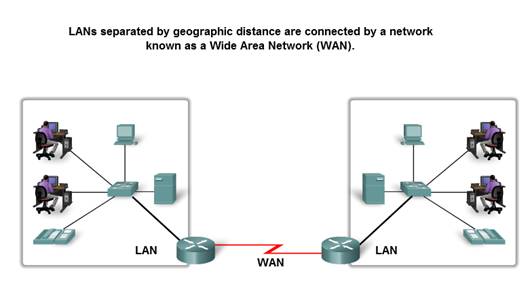 LANs separated by geographic distance are connected by a network
known as a Wide Area Network (WAN).
LAN
WAN
LAN